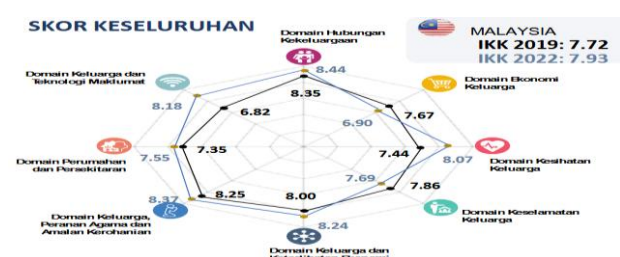 SKOR KESELURUHAN
Domain Hubungan
Kekeluargaan
MALAYSIA
IKK 2019: 7.72
IKK 2022: 7.93
Domain Keluarga dan
Teknologi Maklumat
8.44
8.35
Domain Ekonomi
Keluarga
8.18
6.82
6.90
7.67
Domain Perumahan
dan Persekitaran
7.55
7.35
7.44
8.07
Domain Kesihatan
Keluarga
8.37
8.25
8.00
8.24
7.69
7.86
Domain Keselamatan
Keluarga
Domain Keluarga,
Peranan Agama dan
Amalan Kerohanian
Domain Keluarga dan